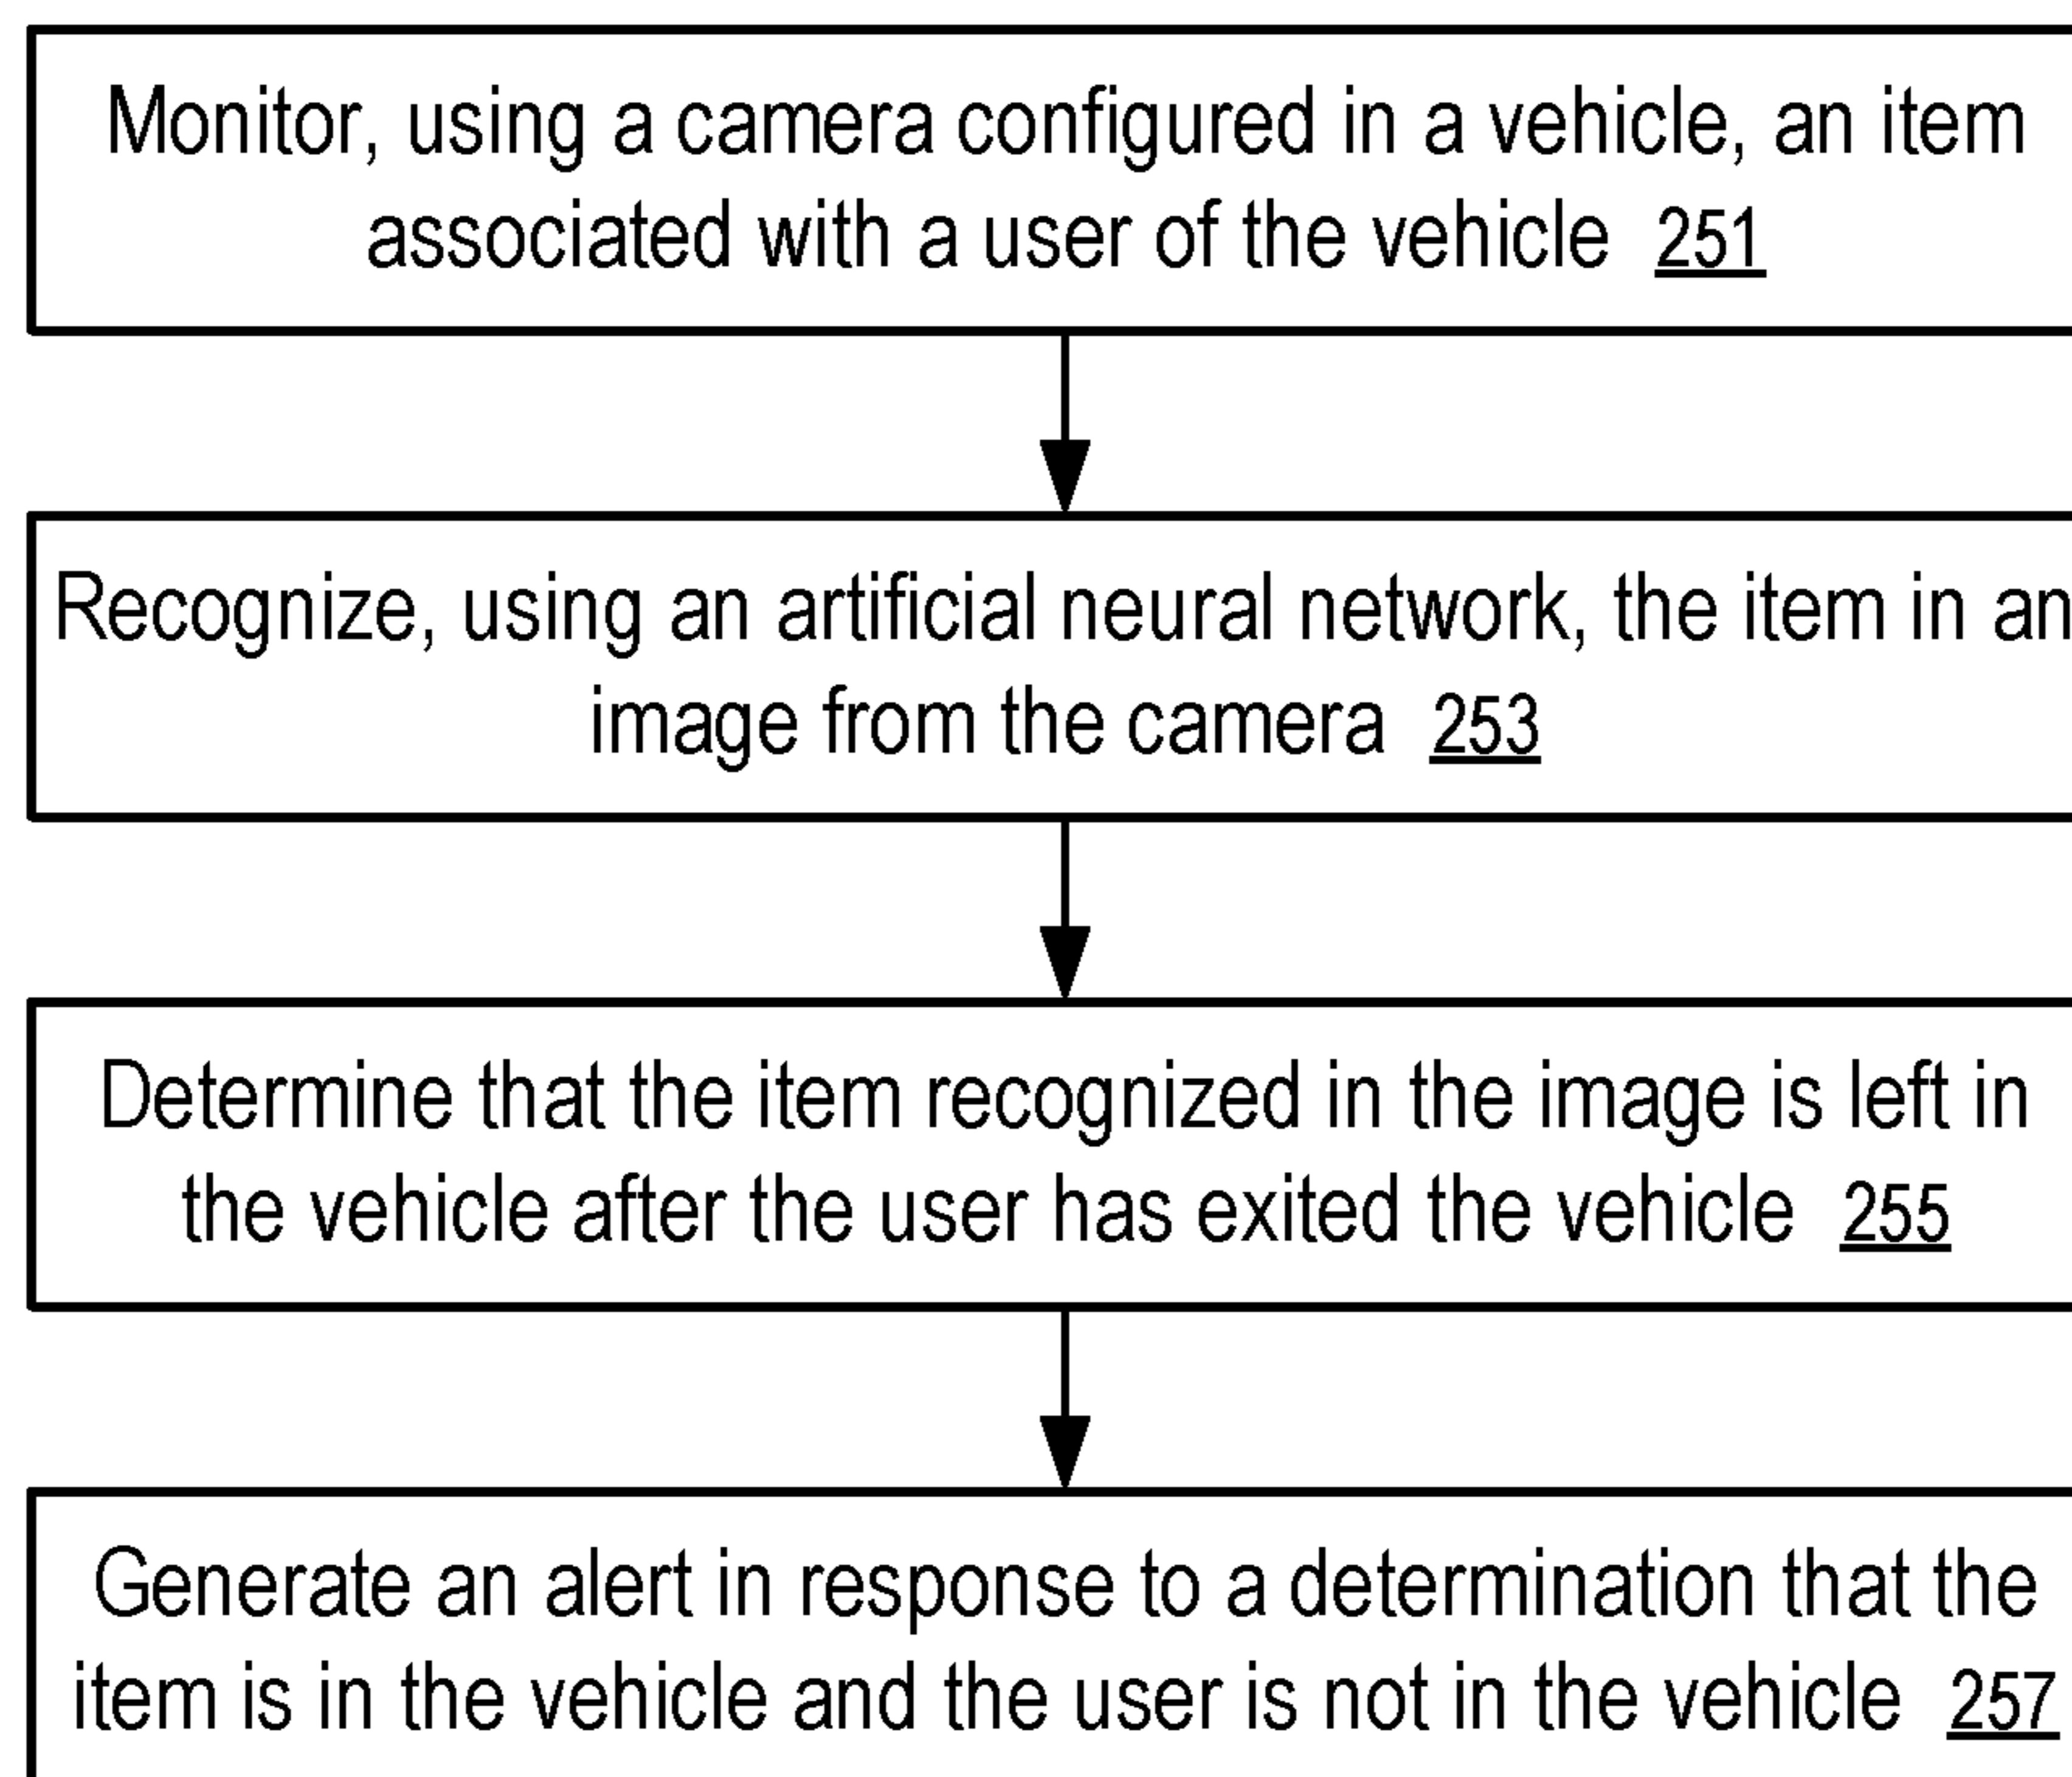 Monitor, using a camera configured in a vehicle, an item
associated with a user of the vehicle 251
Recognize, using an artificial neural network, the item in an
image from the camera 253
Determine that the item recognized in the image is left in
the vehicle after the user has exited the vehicle 255
Generate an alert in response to a determination that the
item is in the vehicle and the user is not in the vehicle 257